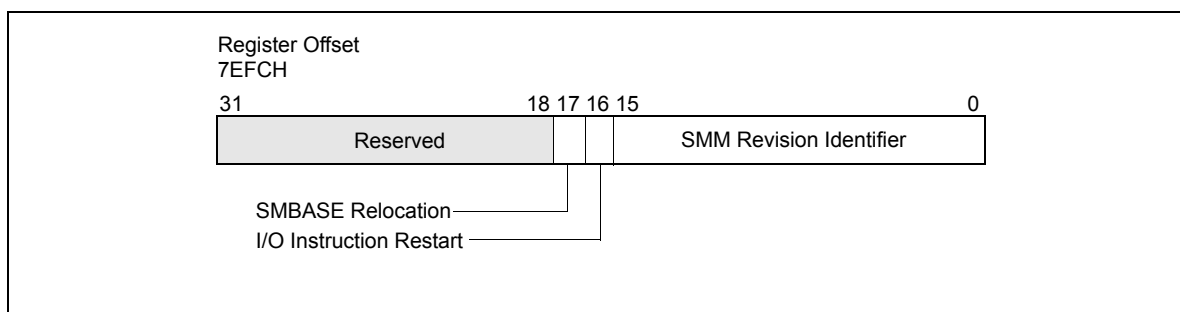 Register Offset
7EFCH
31 18 17 16 15 0
Reserved SMM Revision Identifier
SMBASE Relocation
I/O Instruction Restart